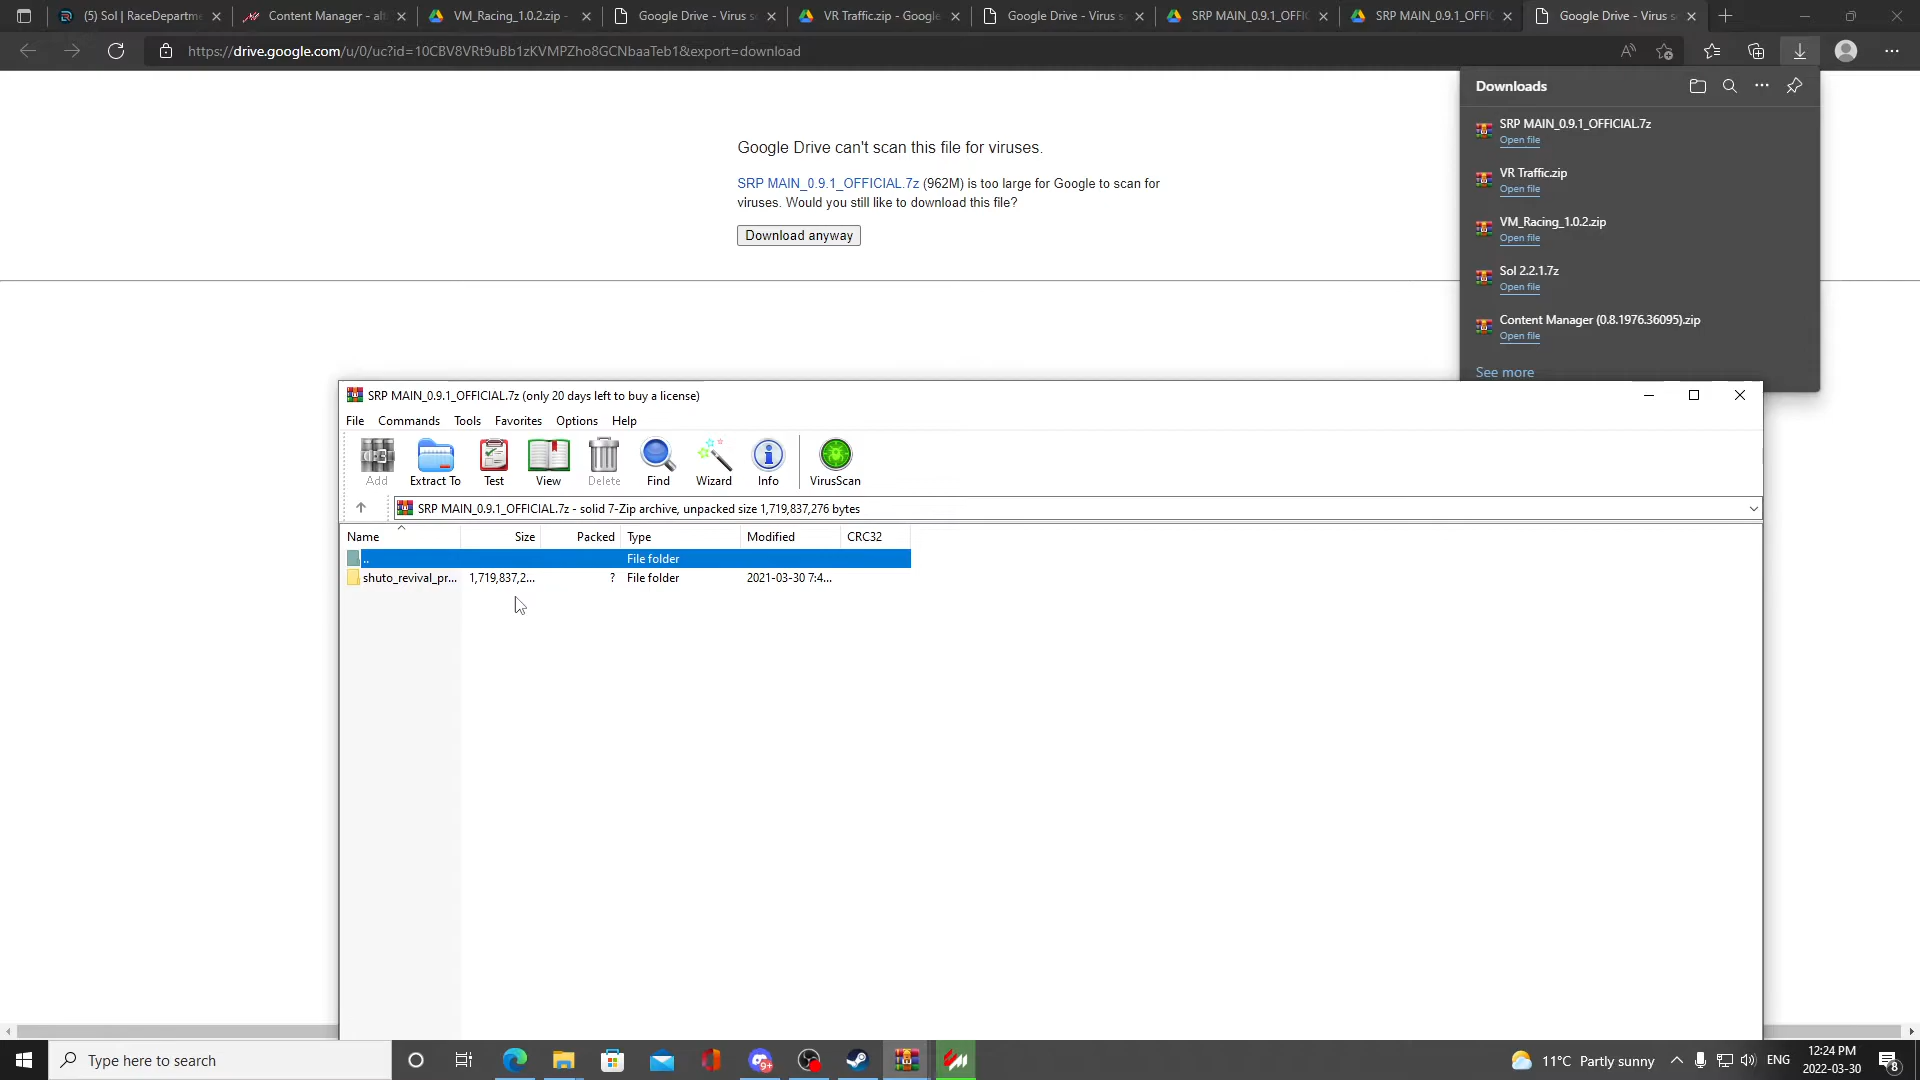 (5) Sol | RaceDepartme
Content Manager - alt
VM_Racing_1.0.2.zip -
Google Drive - Virus s
VR Traffic.zip - Google
Google Drive - Virus s
SRP MAIN_0.9.1_OFFIC
SRP MAIN_0.9.1_OFFIC
Google Drive - Virus s
https://drive.google.com/u/0/uc?id=10CBV8VRt9uBb1zKVMPZho8GCNbaaTeb1&export=download
Downloads
SRP MAIN_0.9.1_OFFICIAL.7z
Open file
VR Traffic.zip
Open file
VM_Racing_1.0.2.zip
Open file
Sol 2.2.1.7z
Open file
Content Manager (0.8.1976.36095).zip
Open file
See more
Google Drive can't scan this file for viruses.
SRP MAIN_0.9.1_OFFICIAL.7z (962M) is too large for Google to scan for
viruses. Would you still like to download this file?
Download anyway
SRP MAIN_0.9.1_OFFICIAL.7z (only 20 days left to buy a license)
File Commands Tools Favorites Options Help
Add Extract To Test View Delete Find Wizard Info VirusScan
SRP MAIN_0.9.1_OFFICIAL.7z - solid 7-Zip archive, unpacked size 1,719,837,276 bytes
Name Size Packed Type Modified CRC32
.. File folder
shuto_revival_pr... 1,719,837,2... ? File folder 2021-03-30 7:4...
Type here to search
9+
11°C Partly sunny
ENG
12:24 PM
2022-03-30
8